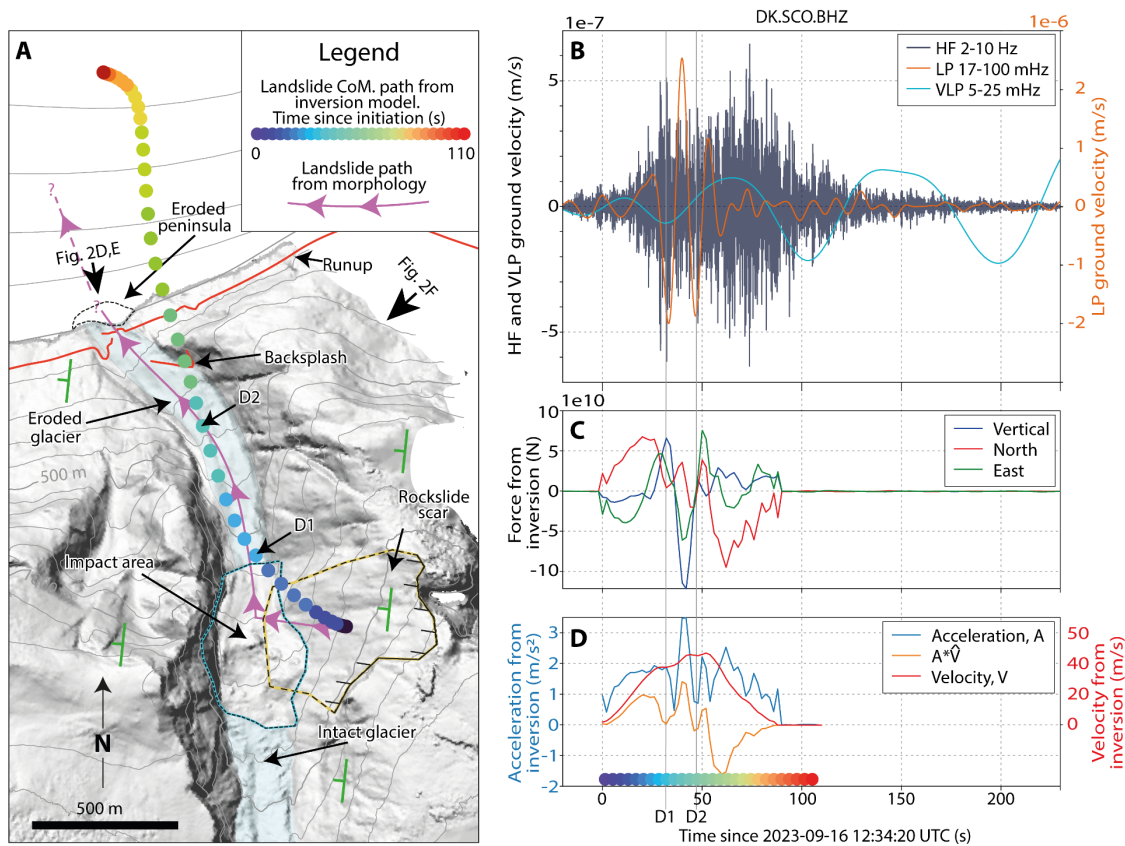 A
Legend
Landslide CoM. path from
inversion model.
Time since initiation (s)
0
110
Landslide path
from morphology
?
Eroded
peninsula
Fig. 2D,E
?
Runup
Fig. 2F
Backsplash
D2
Eroded
glacier
500 m
Rockslide
scar
D1
Impact area
Intact glacier
N
500 m
1e-7
DK.SCO.BHZ
1e-6
B
HF 2-10 Hz
LP 17-100 mHz
VLP 5-25 mHz
HF and VLP ground velocity (m/s)
5
0
−5
2
1
0
-1
-2
LP ground velocity (m/s)
1e10
C
Vertical
North
East
Force from
inversion (N)
10
5
0
-5
-10
D
Acceleration, A
A*V̂
Velocity, V
Acceleration from
inversion (m/s²)
3
2
1
0
-1
-2
50
40
20
0
Velocity from
inversion (m/s)
0
50
100
150
200
D1
D2
Time since 2023-09-16 12:34:20 UTC (s)